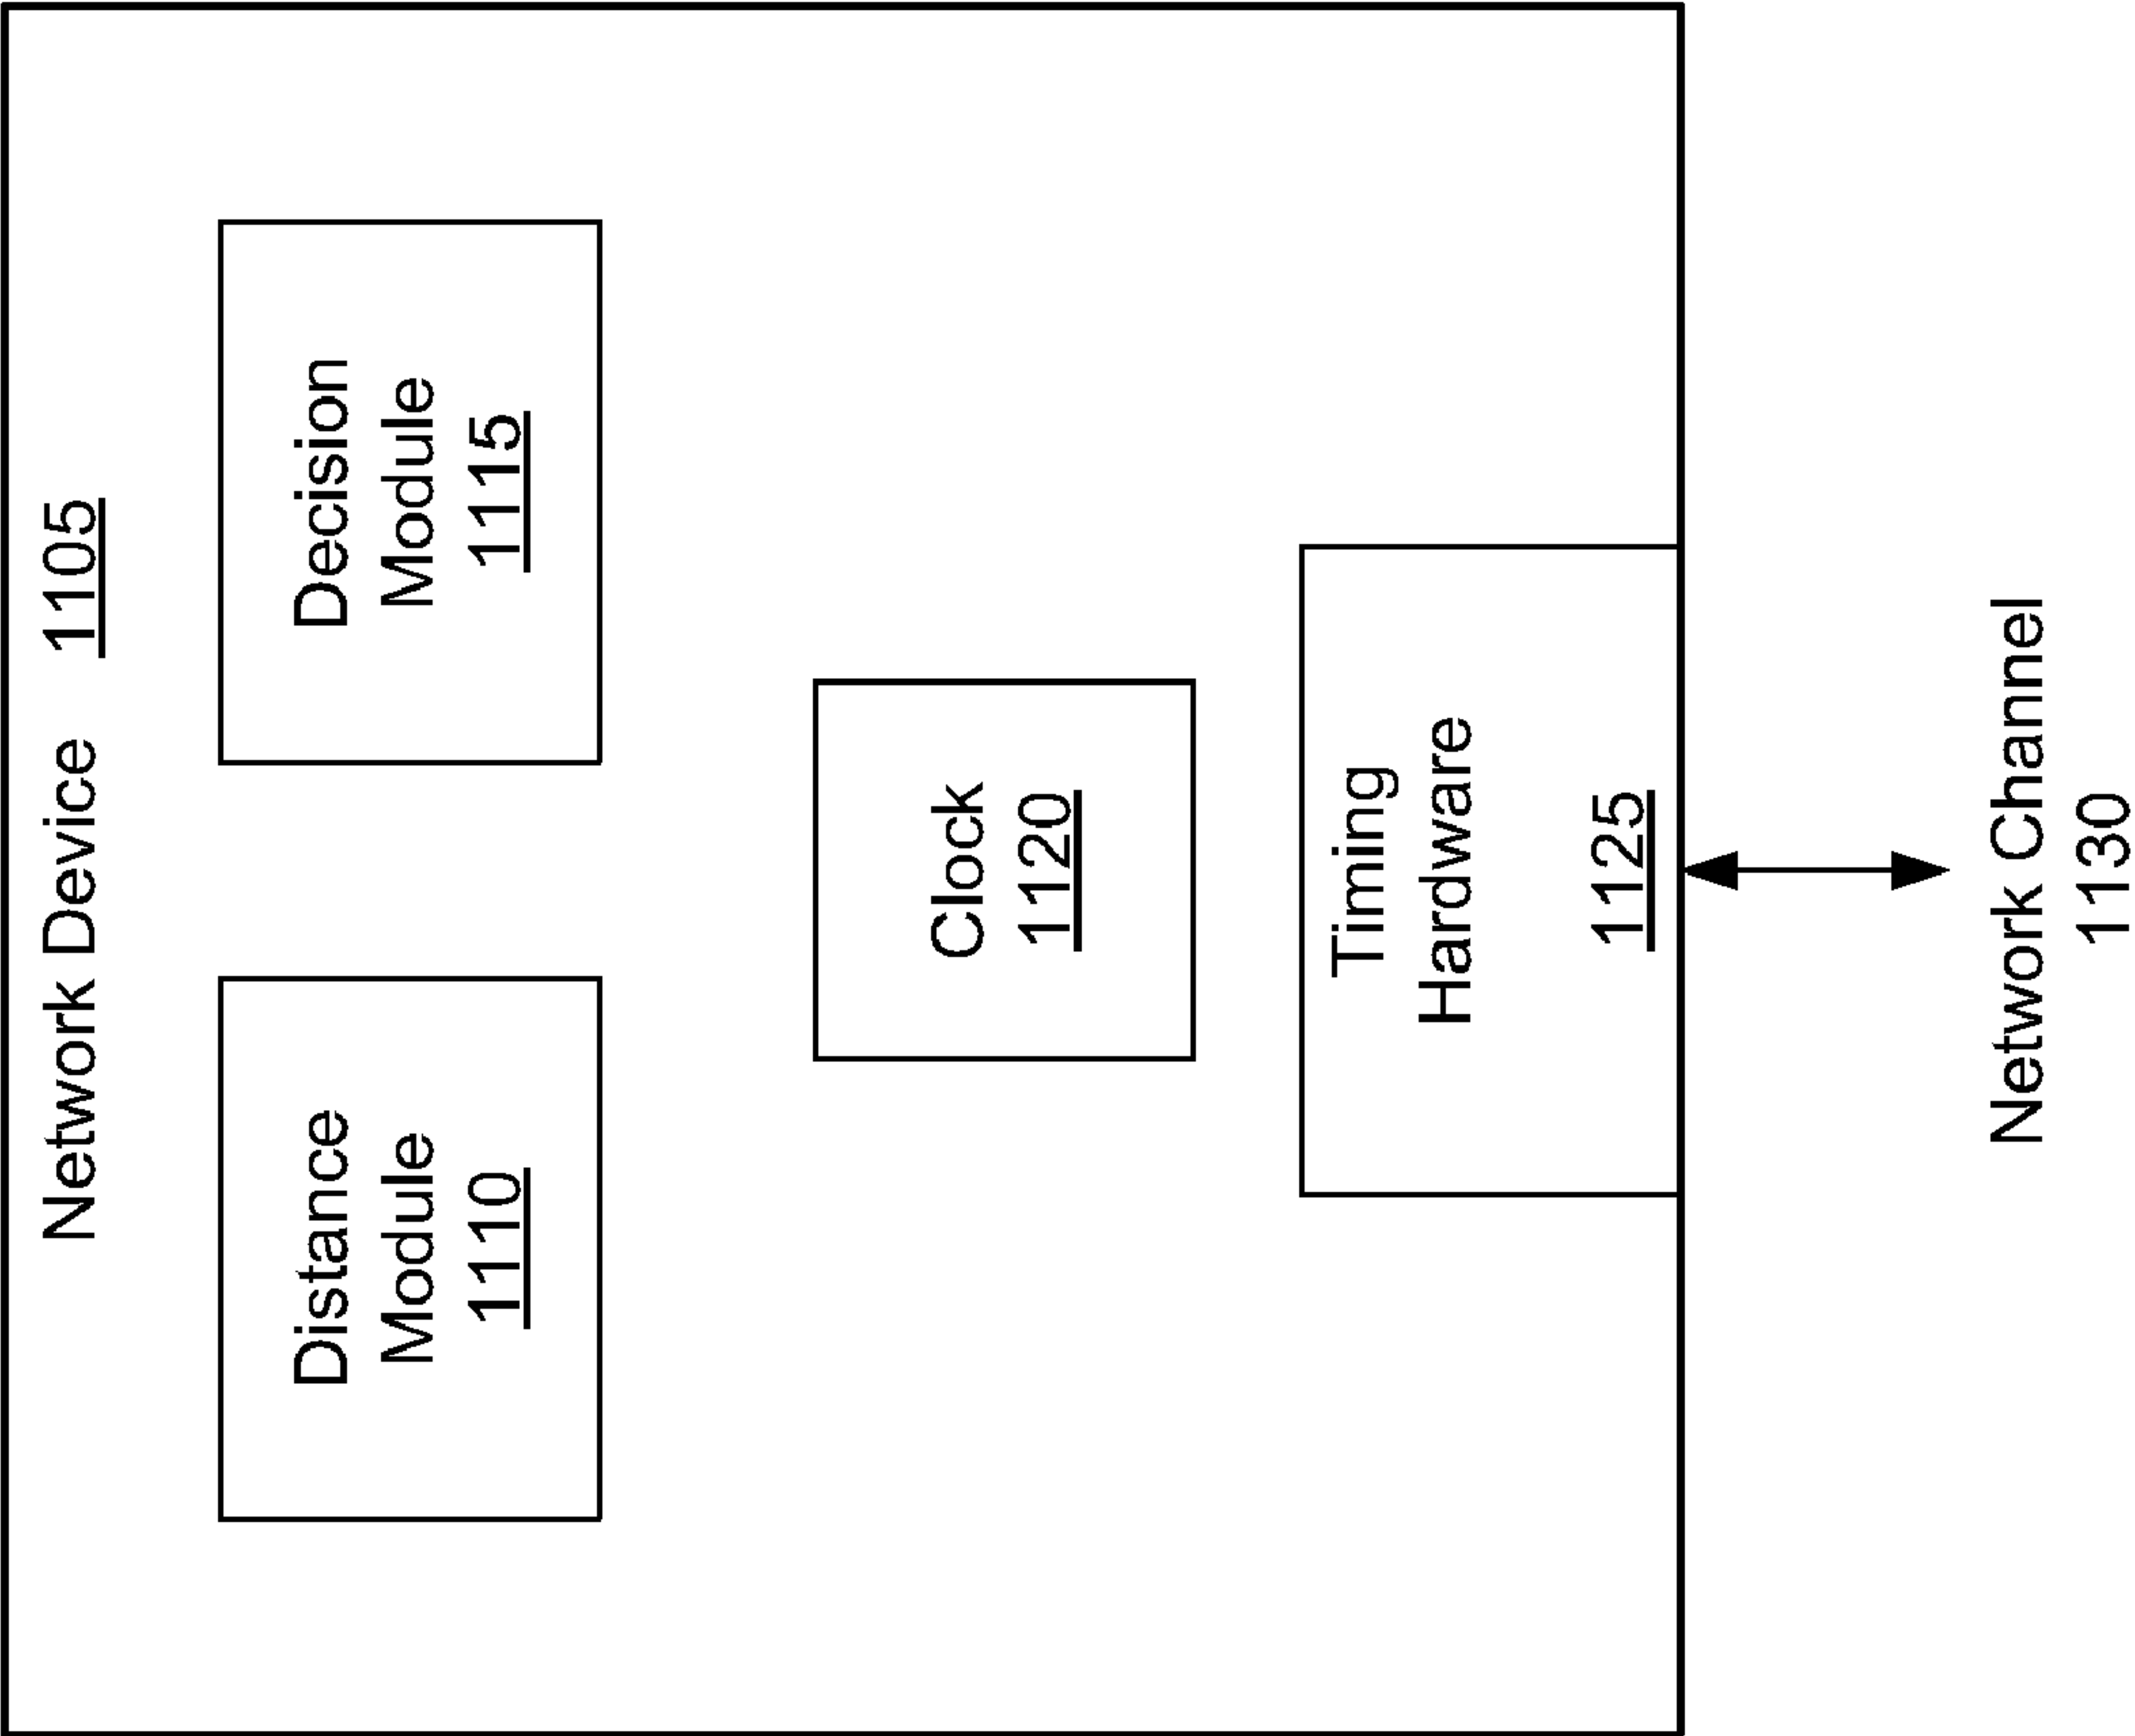 Network Device 1105
Distance
Module
1110
Decision
Module
1115
Clock
1120
Timing
Hardware
1125
Network Channel
1130